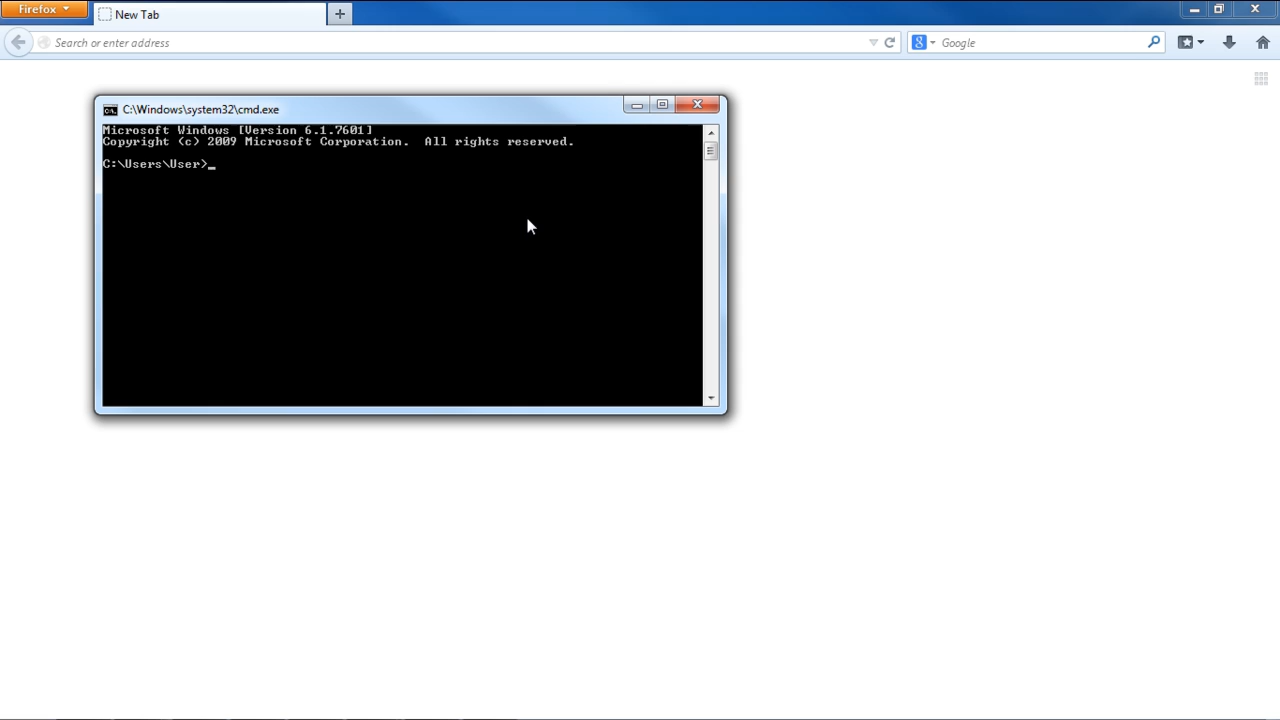 Firefox
New Tab
Search or enter address
Google
C:\Windows\system32\cmd.exe
Microsoft Windows [Version 6.1.7601]
Copyright (c) 2009 Microsoft Corporation.  All rights reserved.
C:\Users\User>_